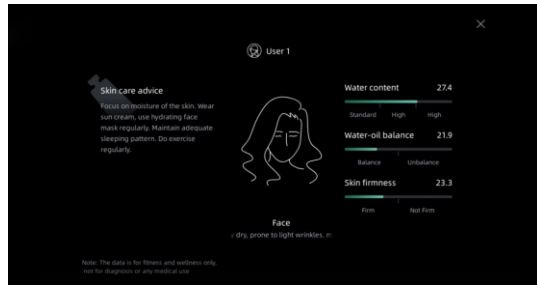 User 1
Skin care advice
Focus on moisture of the skin. Wear
sun cream, use hydrating face
mask regularly. Maintain adequate
sleeping pattern. Do exercise
regularly.
Water content 27.4
Standard High High
Water-oil balance 21.9
Balance Unbalance
Skin firmness 23.3
Firm Not Firm
Face
dry, prone to light wrinkles.
Note: The data is for fitness and wellness only,
not for diagnosis or any medical use